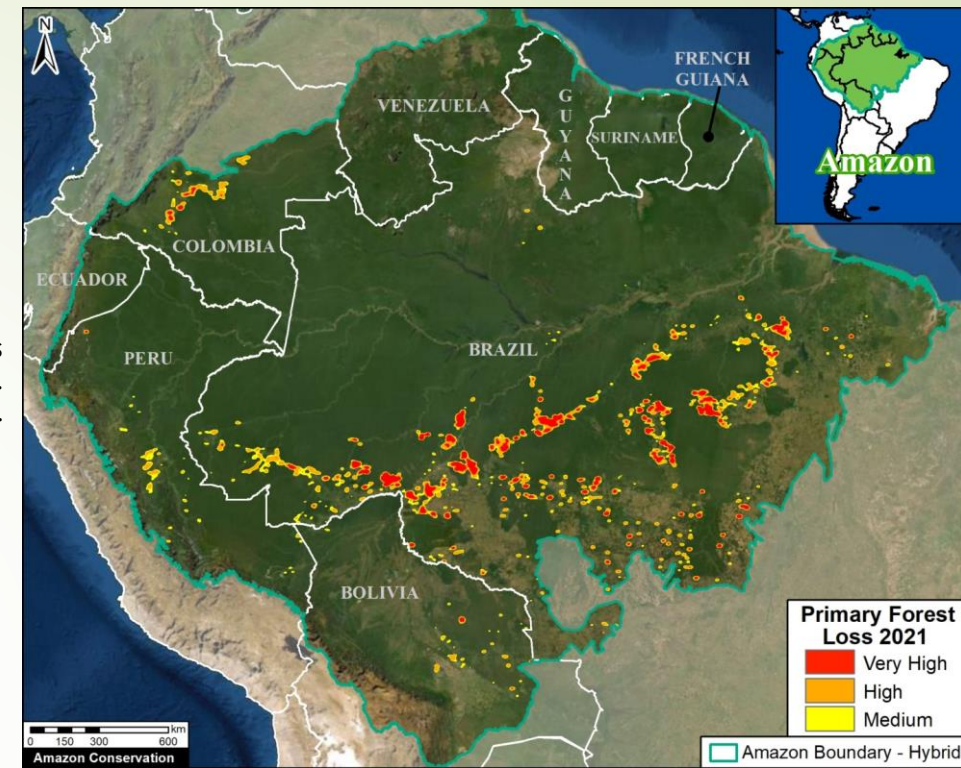 N
VENEZUELA
GUYANA
SURINAME
FRENCH
GUIANA
Amazon
COLOMBIA
ECUADOR
PERU
BRAZIL
BOLIVIA
s
.
.
Primary Forest
Loss 2021
Very High
High
Medium
Amazon Boundary - Hybrid
km
0 150 300 600
Amazon Conservation